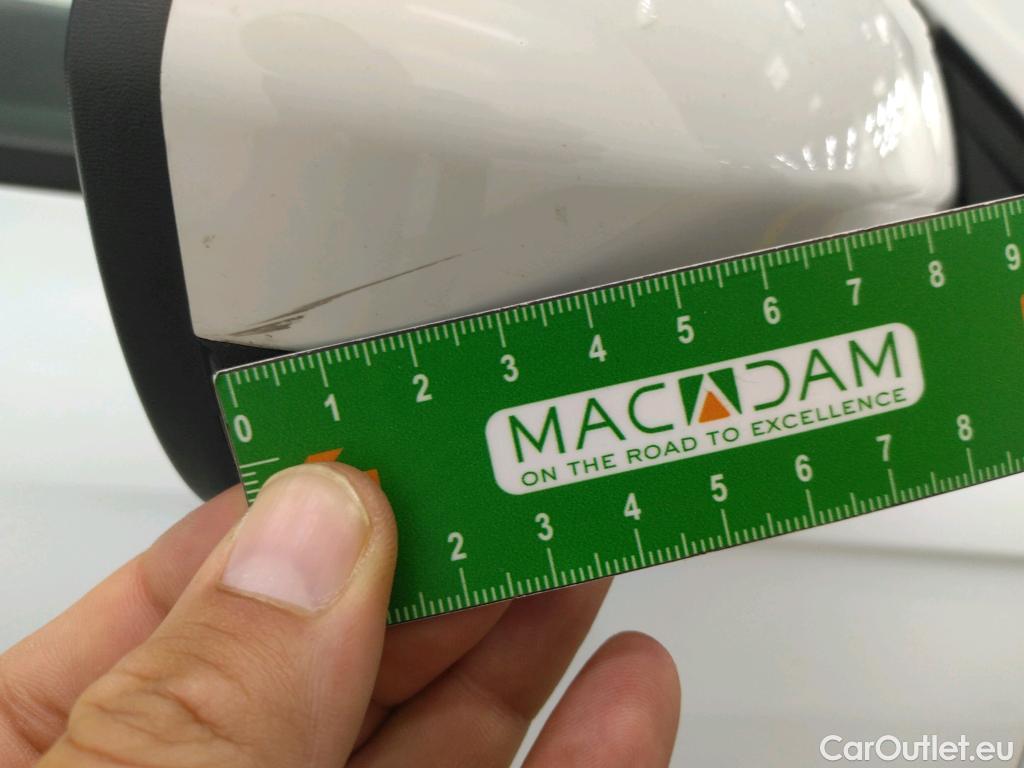 0 1 2 3 4 5 6 7 8 9
MACADAM
ON THE ROAD TO EXCELLENCE
2 3 4 5 6 7 8
CarOutlet.eu